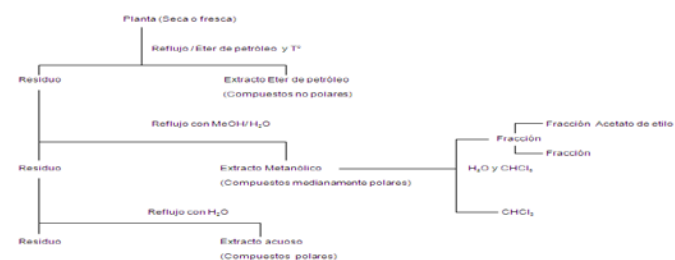 Planta (Seca o fresca)
Reflujo / Éter de petróleo y T°
Residuo
Extracto Eter de petróleo
(Compuestos no polares)
Reflujo con MeOH/H₂O
Fracción Acetato de etilo
Fracción
Fracción
Residuo
Extracto Metanólico
H₂O y CHCl₃
(Compuestos medianamente polares)
Reflujo con H₂O
CHCl₃
Residuo
Extracto acuoso
(Compuestos polares)